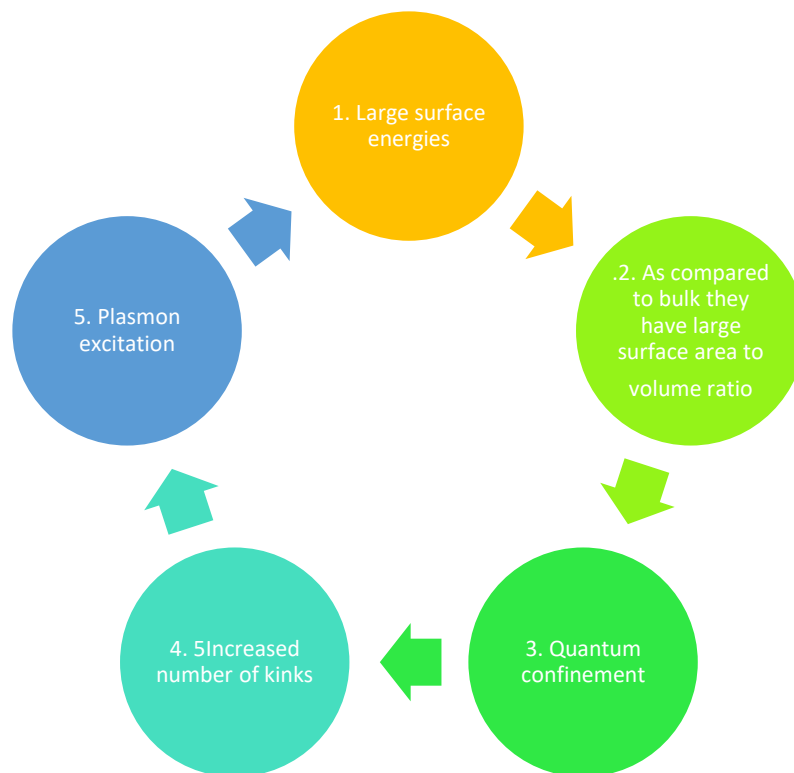 1. Large surface
energies
.2. As compared
to bulk they
have large
surface area to
volume ratio
3. Quantum
confinement
4. 5Increased
number of kinks
5. Plasmon
excitation